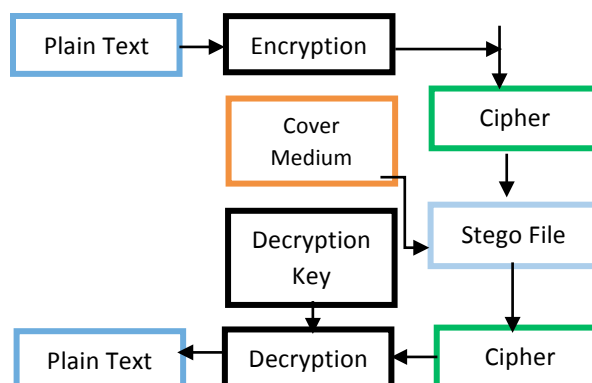 Plain Text
Encryption
Cipher
Cover
Medium
Stego File
Decryption
Key
Plain Text
Decryption
Cipher